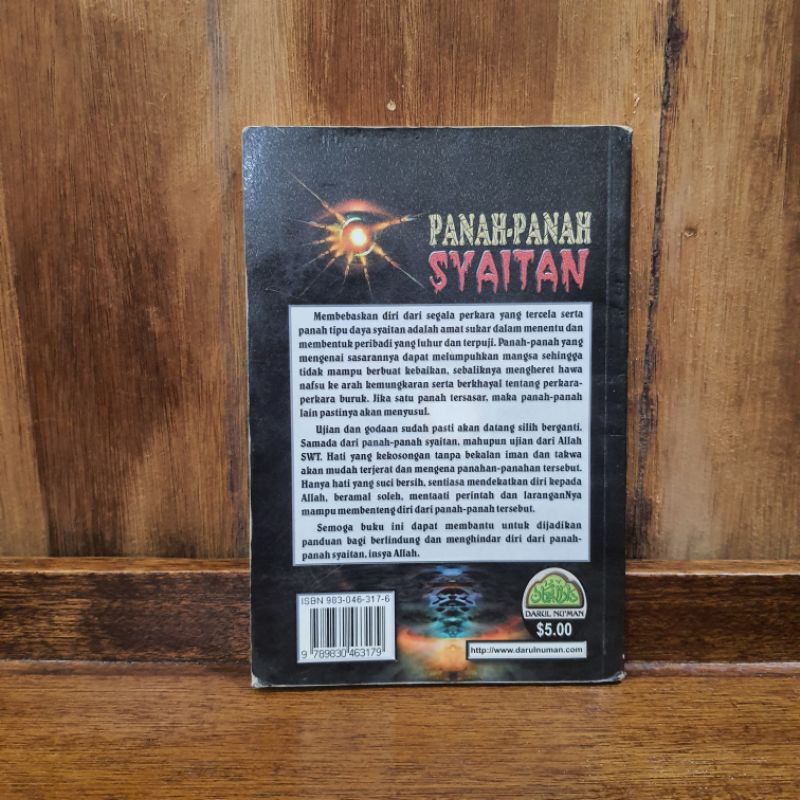 PANAH-PANAH
SYAITAN
Membebaskan diri dari segala perkara yang tercela serta
panah tipu daya syaitan adalah amat sukar dalam menentu dan
membentuk peribadi yang luhur dan terpuji. Panah-panah yang
mengenai sasarannya dapat melumpuhkan mangsa sehingga
tidak mampu berbuat kebaikan, sebaliknya mengheret hawa
nafsu ke arah kemungkaran serta berkhayal tentang perkara-
perkara buruk. Jika satu panah tersasar, maka panah-panah
lain pastinya akan menyusul.
Ujian dan godaan sudah pasti akan datang silih berganti.
Samada dari panah-panah syaitan, mahupun ujian dari Allah
SWT. Hati yang kekosongan tanpa bekalan iman dan takwa
akan mudah terjerat dan mengena panahan-panahan tersebut.
Hanya hati yang suci bersih, sentiasa mendekatkan diri kepada
Allah, beramal soleh, mentaati perintah dan laranganNya
mampu membenteng diri dari panah-panah tersebut.
Semoga buku ini dapat membantu untuk dijadikan
panduan bagi berlindung dan menghindar diri dari panah-
panah syaitan, insya Allah.
ISBN 983-046-317-6
9 789830 463179
DARUL NU'MAN
$5.00
http://www.darulnuman.com